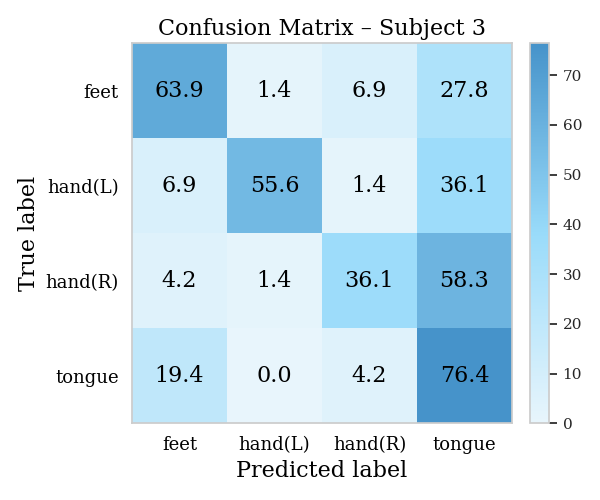 Confusion Matrix – Subject 3
True label
feet 63.9 1.4 6.9 27.8
hand(L) 6.9 55.6 1.4 36.1
hand(R) 4.2 1.4 36.1 58.3
tongue 19.4 0.0 4.2 76.4
feet hand(L) hand(R) tongue
Predicted label
70
60
50
40
30
20
10
0